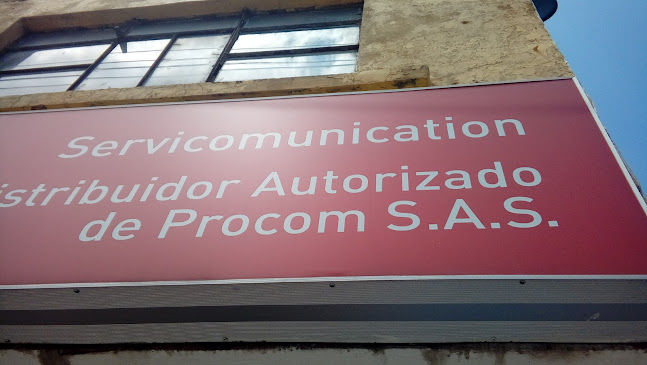 Servicomunication
istribuidor Autorizado
de Procom S.A.S.